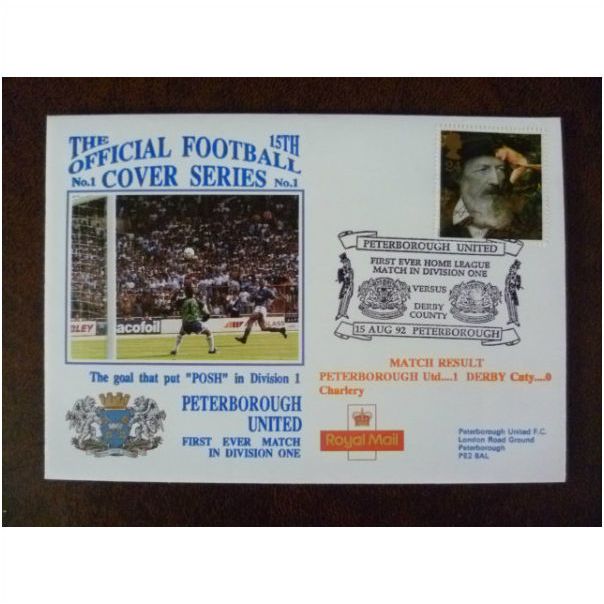 THE
15TH
OFFICIAL FOOTBALL
No.1 COVER SERIES No.1
acofoil
The goal that put "POSH" in Division 1
PETERBOROUGH
UNITED
FIRST EVER MATCH
IN DIVISION ONE
PETERBOROUGH UNITED
FIRST EVER HOME LEAGUE
MATCH IN DIVISION ONE
VERSUS
DERBY
COUNTY
15 AUG 92 PETERBOROUGH
MATCH RESULT
PETERBOROUGH Utd....1 DERBY Cnty....0
Charlery
Royal Mail
Peterborough United F.C.
London Road Ground
Peterborough
PE2 8AL